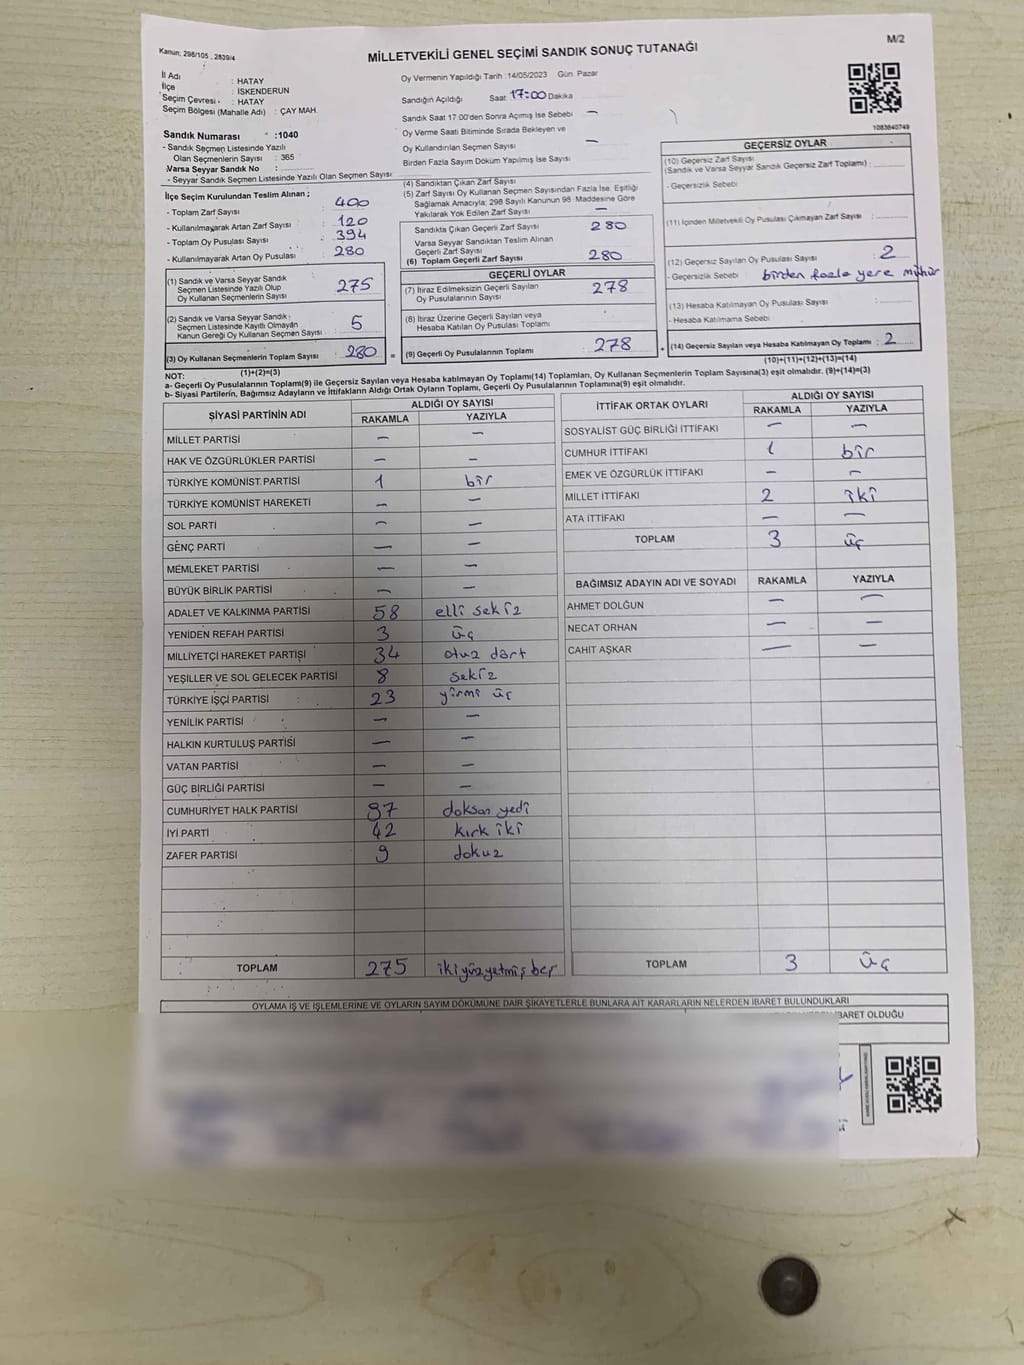 Kanun: 298/105 , 2839/4
MİLLETVEKİLİ GENEL SEÇİMİ SANDIK SONUÇ TUTANAĞI
M/2
İl Adı : HATAY
İlçe : İSKENDERUN
Seçim Çevresi : HATAY
Seçim Bölgesi (Mahalle Adı) : ÇAY MAH.
Sandık Numarası :1040
- Sandık Seçmen Listesinde Yazılı
Olan Seçmenlerin Sayısı : 365
Varsa Seyyar Sandık No :
- Seyyar Sandık Seçmen Listesinde Yazılı Olan Seçmen Sayısı
Oy Vermenin Yapıldığı Tarih :14/05/2023 Gün Pazar
Sandığın Açıldığı Saat 17:00 Dakika
Sandık Saat 17:00'den Sonra Açımış İse Sebebi —
Oy Verme Saati Bitiminde Sırada Bekleyen ve
Oy Kullandırılan Seçmen Sayısı —
Birden Fazla Sayım Döküm Yapılmış İse Sayısı
1083840749
İlçe Seçim Kurulundan Teslim Alınan ;
- Toplam Zarf Sayısı : 400
- Kullanılmayarak Artan Zarf Sayısı : 120
- Toplam Oy Pusulası Sayısı : 394
- Kullanılmayarak Artan Oy Pusulası : 280
(1) Sandık ve Varsa Seyyar Sandık
Seçmen Listesinde Yazılı Olup
Oy Kullanan Seçmenlerin Sayısı 275
(2) Sandık ve Varsa Seyyar Sandık
Seçmen Listesinde Kayıtlı Olmayan
Kanun Gereği Oy Kullanan Seçmen Sayısı 5
(3) Oy Kullanan Seçmenlerin Toplam Sayısı : 280
(1)+(2)=(3)
(4) Sandıktan Çıkan Zarf Sayısı
(5) Zarf Sayısı Oy Kullanan Seçmen Sayısından Fazla İse, Eşitliği
Sağlamak Amacıyla; 298 Sayılı Kanunun 98. Maddesine Göre
Yakılarak Yok Edilen Zarf Sayısı —
Sandıkta Çıkan Geçerli Zarf Sayısı 280
Varsa Seyyar Sandıktan Teslim Alınan
Geçerli Zarf Sayısı
(6) Toplam Geçerli Zarf Sayısı 280
GEÇERLİ OYLAR
(7) İtiraz Edilmeksizin Geçerli Sayılan
Oy Pusulalarının Sayısı 278
(8) İtiraz Üzerine Geçerli Sayılan veya
Hesaba Katılan Oy Pusulası Toplamı
= (9) Geçerli Oy Pusulalarının Toplamı 278
GEÇERSİZ OYLAR
(10) Geçersiz Zarf Sayısı
(Sandık ve Varsa Seyyar Sandık Geçersiz Zarf Toplamı) :
- Geçersizlik Sebebi
(11) İçinden Milletvekili Oy Pusulası Çıkmayan Zarf Sayısı :
(12) Geçersiz Sayılan Oy Pusulası Sayısı : 2
- Geçersizlik Sebebi birden fazla yere mühür
(13) Hesaba Katılmayan Oy Pusulası Sayısı :
- Hesaba Katılmama Sebebi
+ (14) Geçersiz Sayılan veya Hesaba Katılmayan Oy Toplamı : 2
(10)+(11)+(12)+(13)=(14)
NOT:
a- Geçerli Oy Pusulalarının Toplamı(9) ile Geçersiz Sayılan veya Hesaba katılmayan Oy Toplamı(14) Toplamları, Oy Kullanan Seçmenlerin Toplam Sayısına(3) eşit olmalıdır. (9)+(14)=(3)
b- Siyasi Partilerin, Bağımsız Adayların ve İttifakların Aldığı Ortak Oyların Toplamı, Geçerli Oy Pusulalarının Toplamına(9) eşit olmalıdır.
SİYASİ PARTİNİN ADI ALDIĞI OY SAYISI
RAKAMLA YAZIYLA
MİLLET PARTİSİ — —
HAK VE ÖZGÜRLÜKLER PARTİSİ — —
TÜRKİYE KOMÜNİST PARTİSİ 1 bir
TÜRKİYE KOMÜNİST HAREKETİ — —
SOL PARTİ — —
GENÇ PARTİ — —
MEMLEKET PARTİSİ — —
BÜYÜK BİRLİK PARTİSİ — —
ADALET VE KALKINMA PARTİSİ 58 elli sekiz
YENİDEN REFAH PARTİSİ 3 üç
MİLLİYETÇİ HAREKET PARTİSİ 34 otuz dört
YEŞİLLER VE SOL GELECEK PARTİSİ 8 sekiz
TÜRKİYE İŞÇİ PARTİSİ : 23 yirmi üç
YENİLİK PARTİSİ — —
HALKIN KURTULUŞ PARTİSİ — —
VATAN PARTİSİ — —
GÜÇ BİRLİĞİ PARTİSİ — —
CUMHURİYET HALK PARTİSİ 97 doksan yedi
İYİ PARTİ 42 kırk iki
ZAFER PARTİSİ 9 dokuz
TOPLAM 275 ikiyüzyetmiş beş
İTTİFAK ORTAK OYLARI ALDIĞI OY SAYISI
RAKAMLA YAZIYLA
SOSYALİST GÜÇ BİRLİĞİ İTTİFAKI — —
CUMHUR İTTİFAKI 1 bir
EMEK VE ÖZGÜRLÜK İTTİFAKI — —
MİLLET İTTİFAKI 2 iki
ATA İTTİFAKI — —
TOPLAM 3 üç
BAĞIMSIZ ADAYIN ADI VE SOYADI RAKAMLA YAZIYLA
AHMET DOLĞUN — —
NECAT ORHAN — —
CAHİT AŞKAR — —
TOPLAM 3 üç
OYLAMA İŞ VE İŞLEMLERİNE VE OYLARIN SAYIM DÖKÜMÜNE DAİR ŞİKAYETLERLE BUNLARA AİT KARARLARIN NELERDEN İBARET BULUNDUKLARI
İBARET OLDUĞU